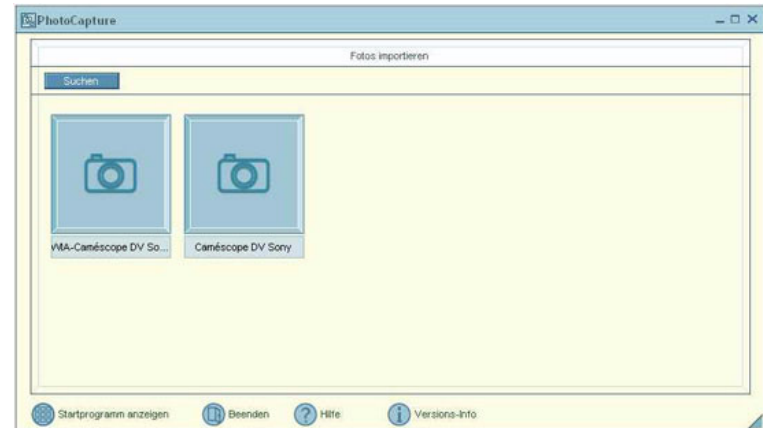 PhotoCapture
Fotos importieren
Suchen
WIA-Caméscope DV So... Caméscope DV Sony
Startprogramm anzeigen Beenden Hilfe Versions-Info